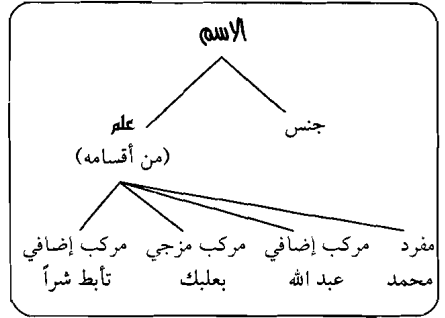 الاسم
جنس علم
(من أقسامه)
مفرد مركب إضافي مركب مزجي مركب إضافي
محمد عبد الله بعلبك تأبط شراً